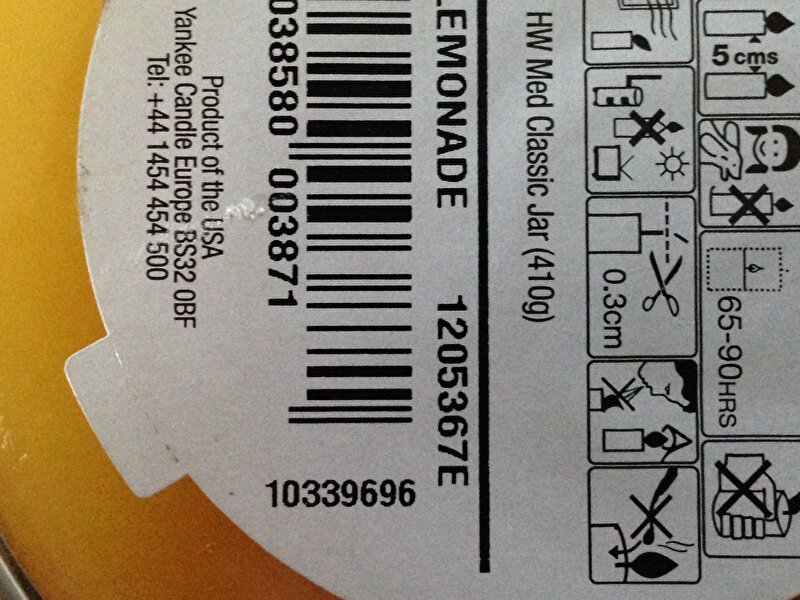 5 cms
65-90HRS
0.3cm
HW Med Classic Jar (410g)
LEMONADE 1205367E
038580 003871
10339696
Product of the USA
Yankee Candle Europe BS32 0BF
Tel: +44 1454 454 500